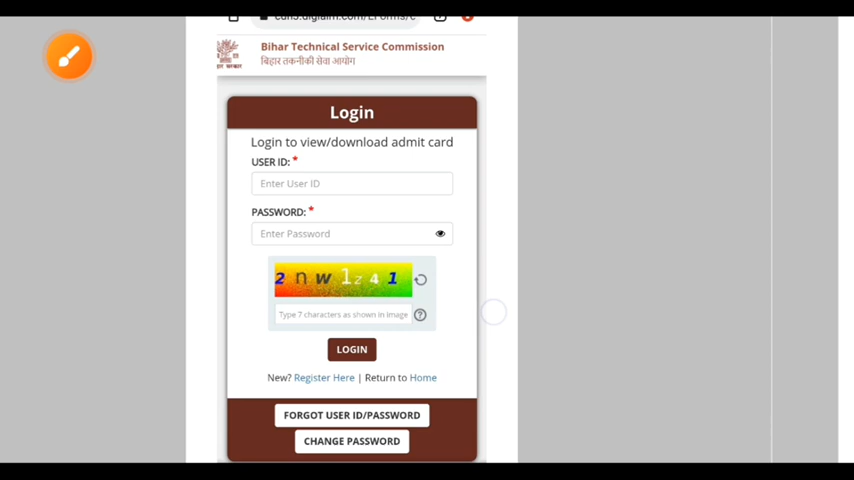 Bihar Technical Service Commission
बिहार तकनीकी सेवा आयोग
Login
Login to view/download admit card
USER ID: *
Enter User ID
PASSWORD: *
Enter Password
2nw1z41
Type 7 characters as shown in image
?
LOGIN
New? Register Here | Return to Home
FORGOT USER ID/PASSWORD
CHANGE PASSWORD